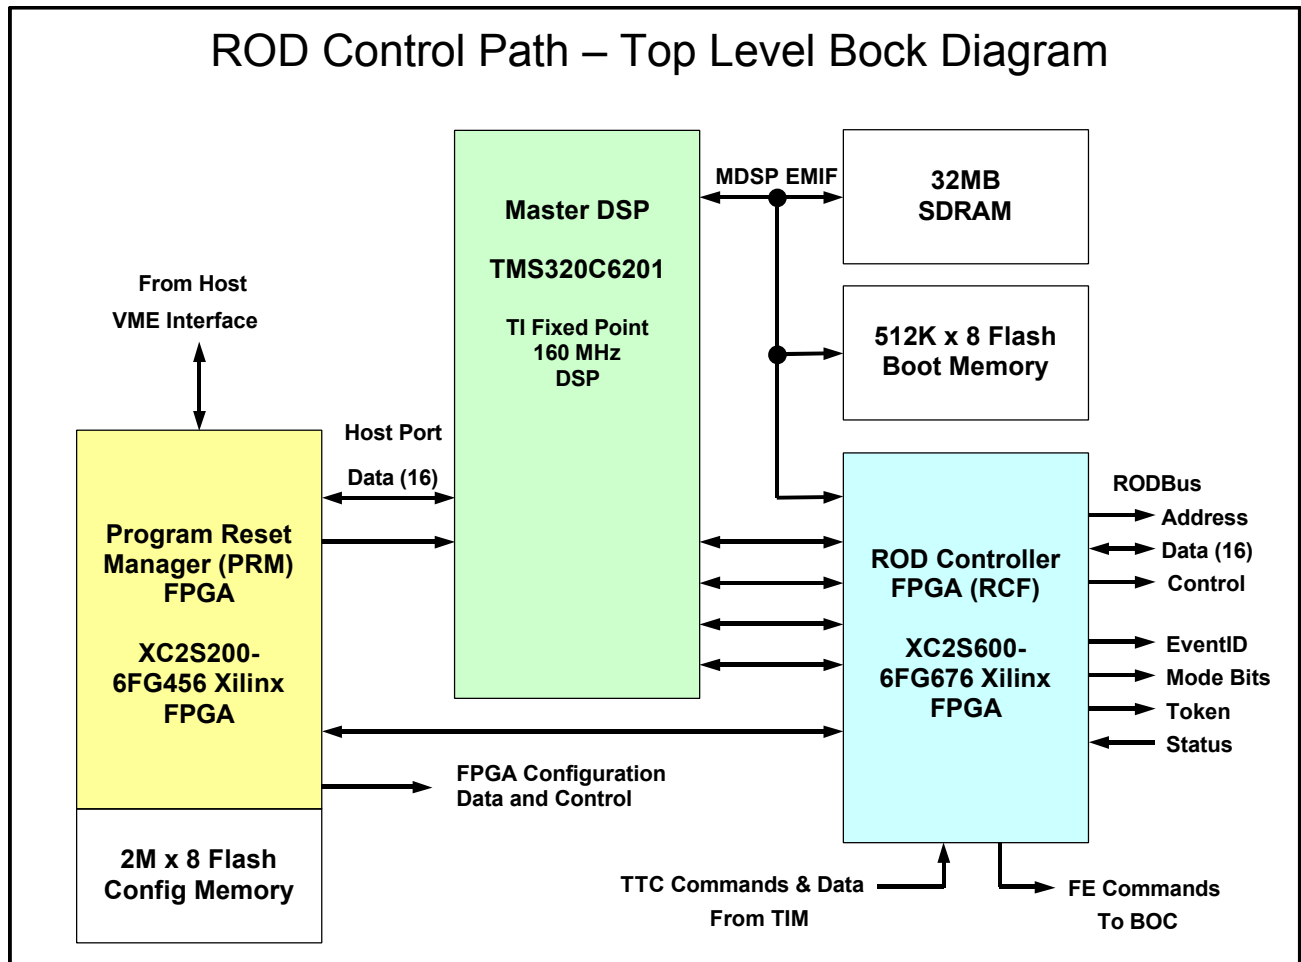 ROD Control Path – Top Level Bock Diagram
MDSP EMIF
32MB
SDRAM
Master DSP
TMS320C6201
TI Fixed Point
160 MHz
DSP
From Host
VME Interface
512K x 8 Flash
Boot Memory
Host Port
Data (16)
Program Reset
Manager (PRM)
FPGA
XC2S200-
6FG456 Xilinx
FPGA
ROD Controller
FPGA (RCF)
XC2S600-
6FG676 Xilinx
FPGA
RODBus
Address
Data (16)
Control
EventID
Mode Bits
Token
Status
FPGA Configuration
Data and Control
2M x 8 Flash
Config Memory
TTC Commands & Data
From TIM
FE Commands
To BOC